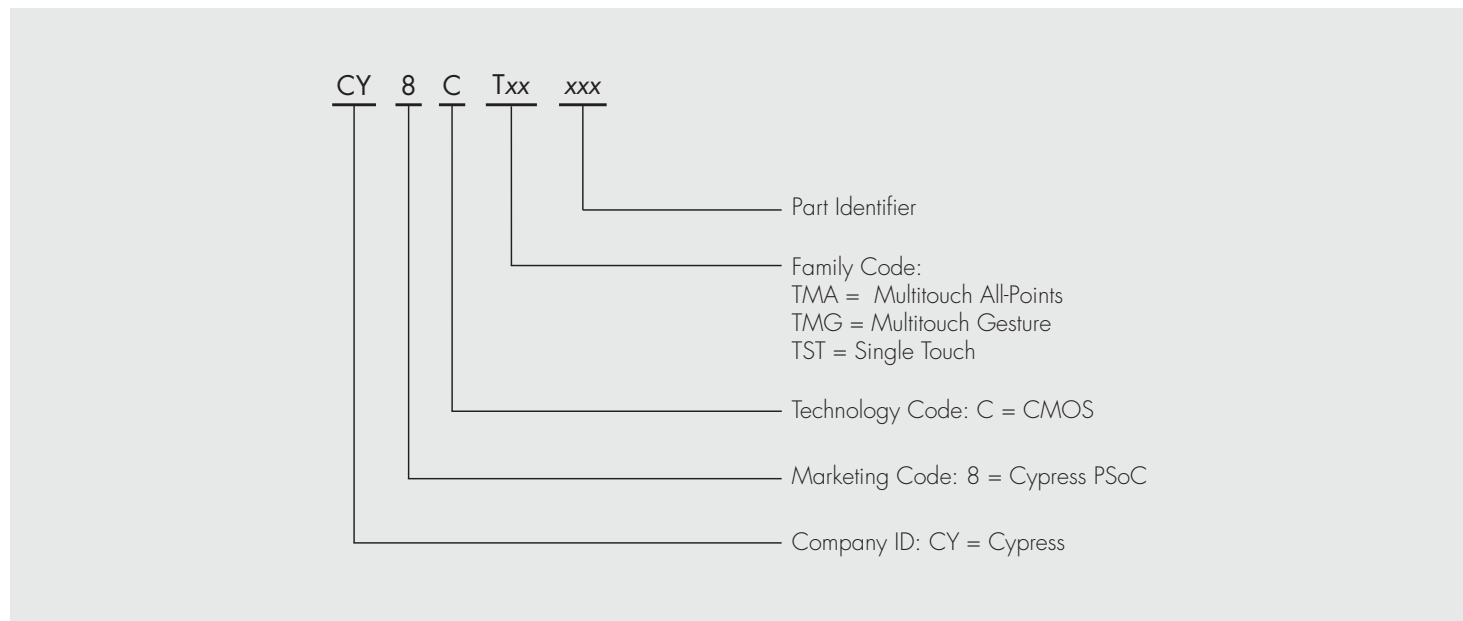 CY 8 C Txx xxx
Part Identifier
Family Code:
TMA = Multitouch All-Points
TMG = Multitouch Gesture
TST = Single Touch
Technology Code: C = CMOS
Marketing Code: 8 = Cypress PSoC
Company ID: CY = Cypress